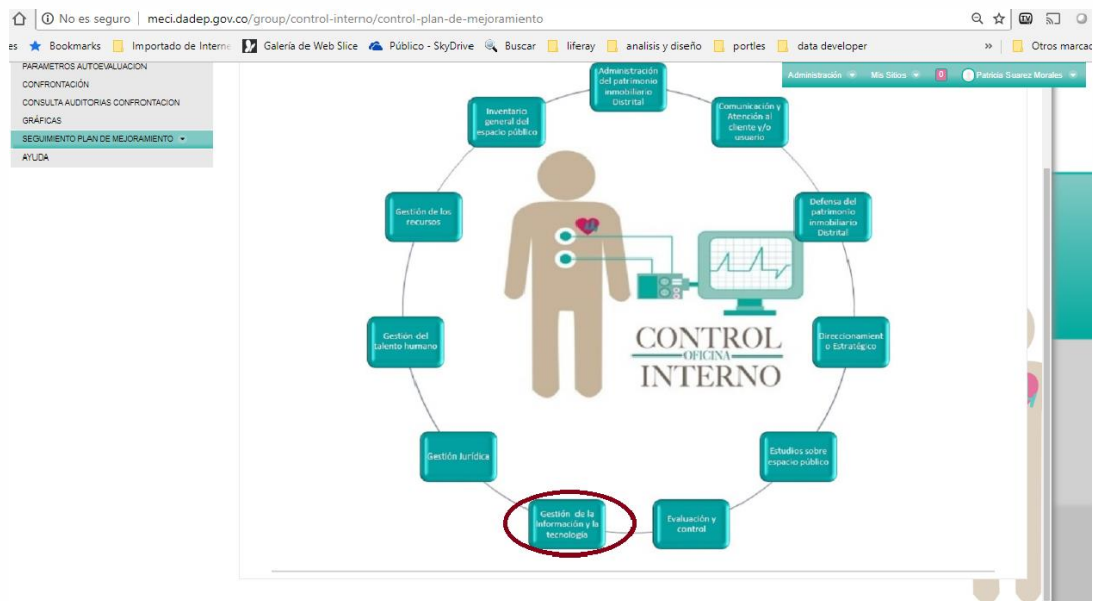 No es seguro | meci.dadep.gov.co/group/control-interno/control-plan-de-mejoramiento
es Bookmarks Importado de Interne Galería de Web Slice Público - SkyDrive Buscar liferay analisis y diseño portles data developer » Otros marcad
PARAMETROS AUTOEVALUACION
CONFRONTACIÓN
CONSULTA AUDITORIAS CONFRONTACION
GRÁFICAS
SEGUIMIENTO PLAN DE MEJORAMIENTO
AYUDA
Administración Mis Sitios 0 Patricia Suarez Morales
Administración
del patrimonio
inmobiliario
Distrital
Inventario
general del
espacio público
Comunicación y
Atención al
cliente y/o
usuario
Gestión de los
recursos
Defensa del
patrimonio
inmobiliario
Distrital
Gestión del
talento humano
CONTROL
OFICINA
INTERNO
Direccionamient
o Estratégico
Gestión Jurídica
Estudios sobre
espacio público
Gestión de la
Información y la
tecnología
Evaluación y
control